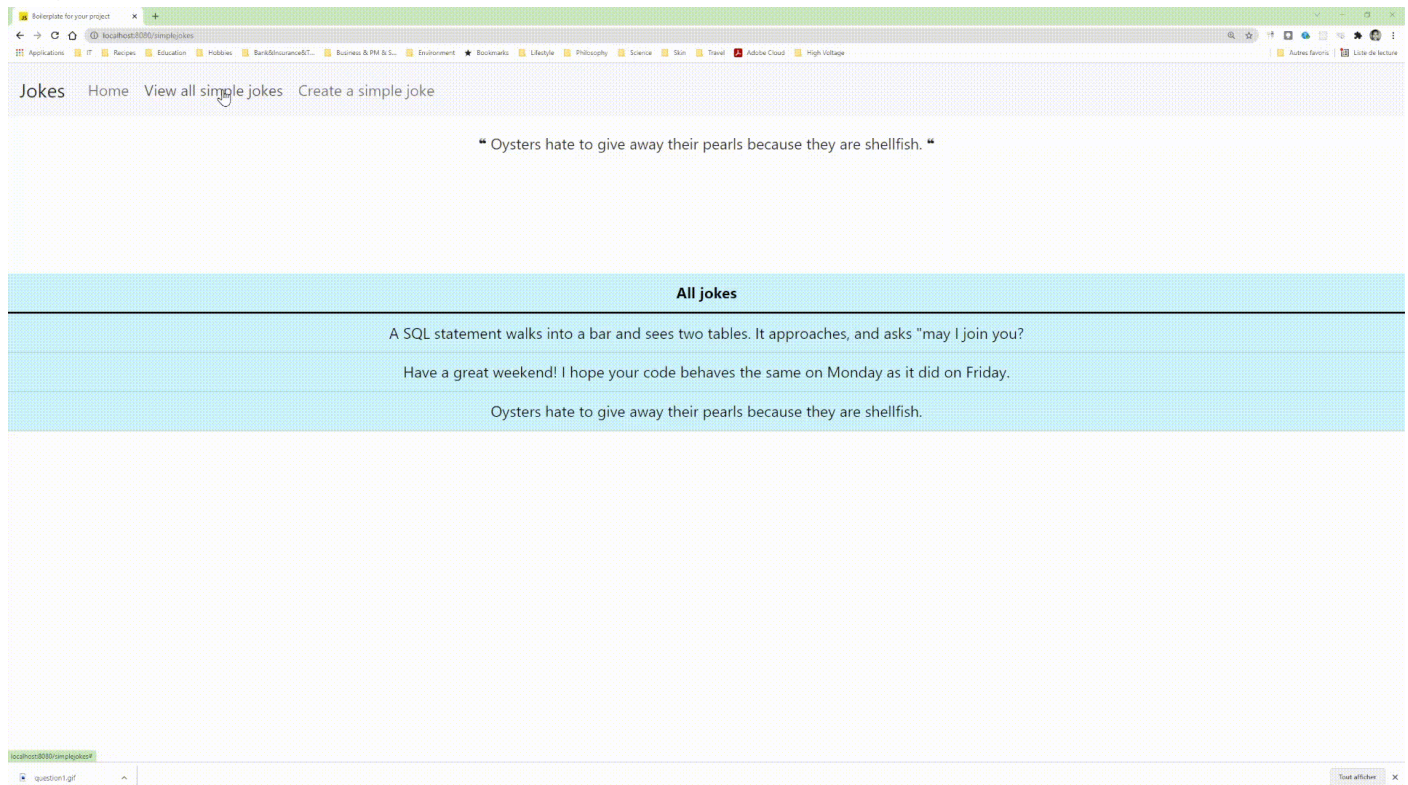 Boilerplate for your project
localhost:8080/simplejokes
Applications IT Recipes Education Hobbies Bank&Insurance&T... Business & PM & S... Environment Bookmarks Lifestyle Philosophy Science Skin Travel Adobe Cloud High Voltage Autres favoris Liste de lecture
Jokes Home View all simple jokes Create a simple joke
❝ Oysters hate to give away their pearls because they are shellfish. ❝
All jokes
A SQL statement walks into a bar and sees two tables. It approaches, and asks "may I join you?
Have a great weekend! I hope your code behaves the same on Monday as it did on Friday.
Oysters hate to give away their pearls because they are shellfish.
localhost:8080/simplejokes#
question1.gif Tout afficher